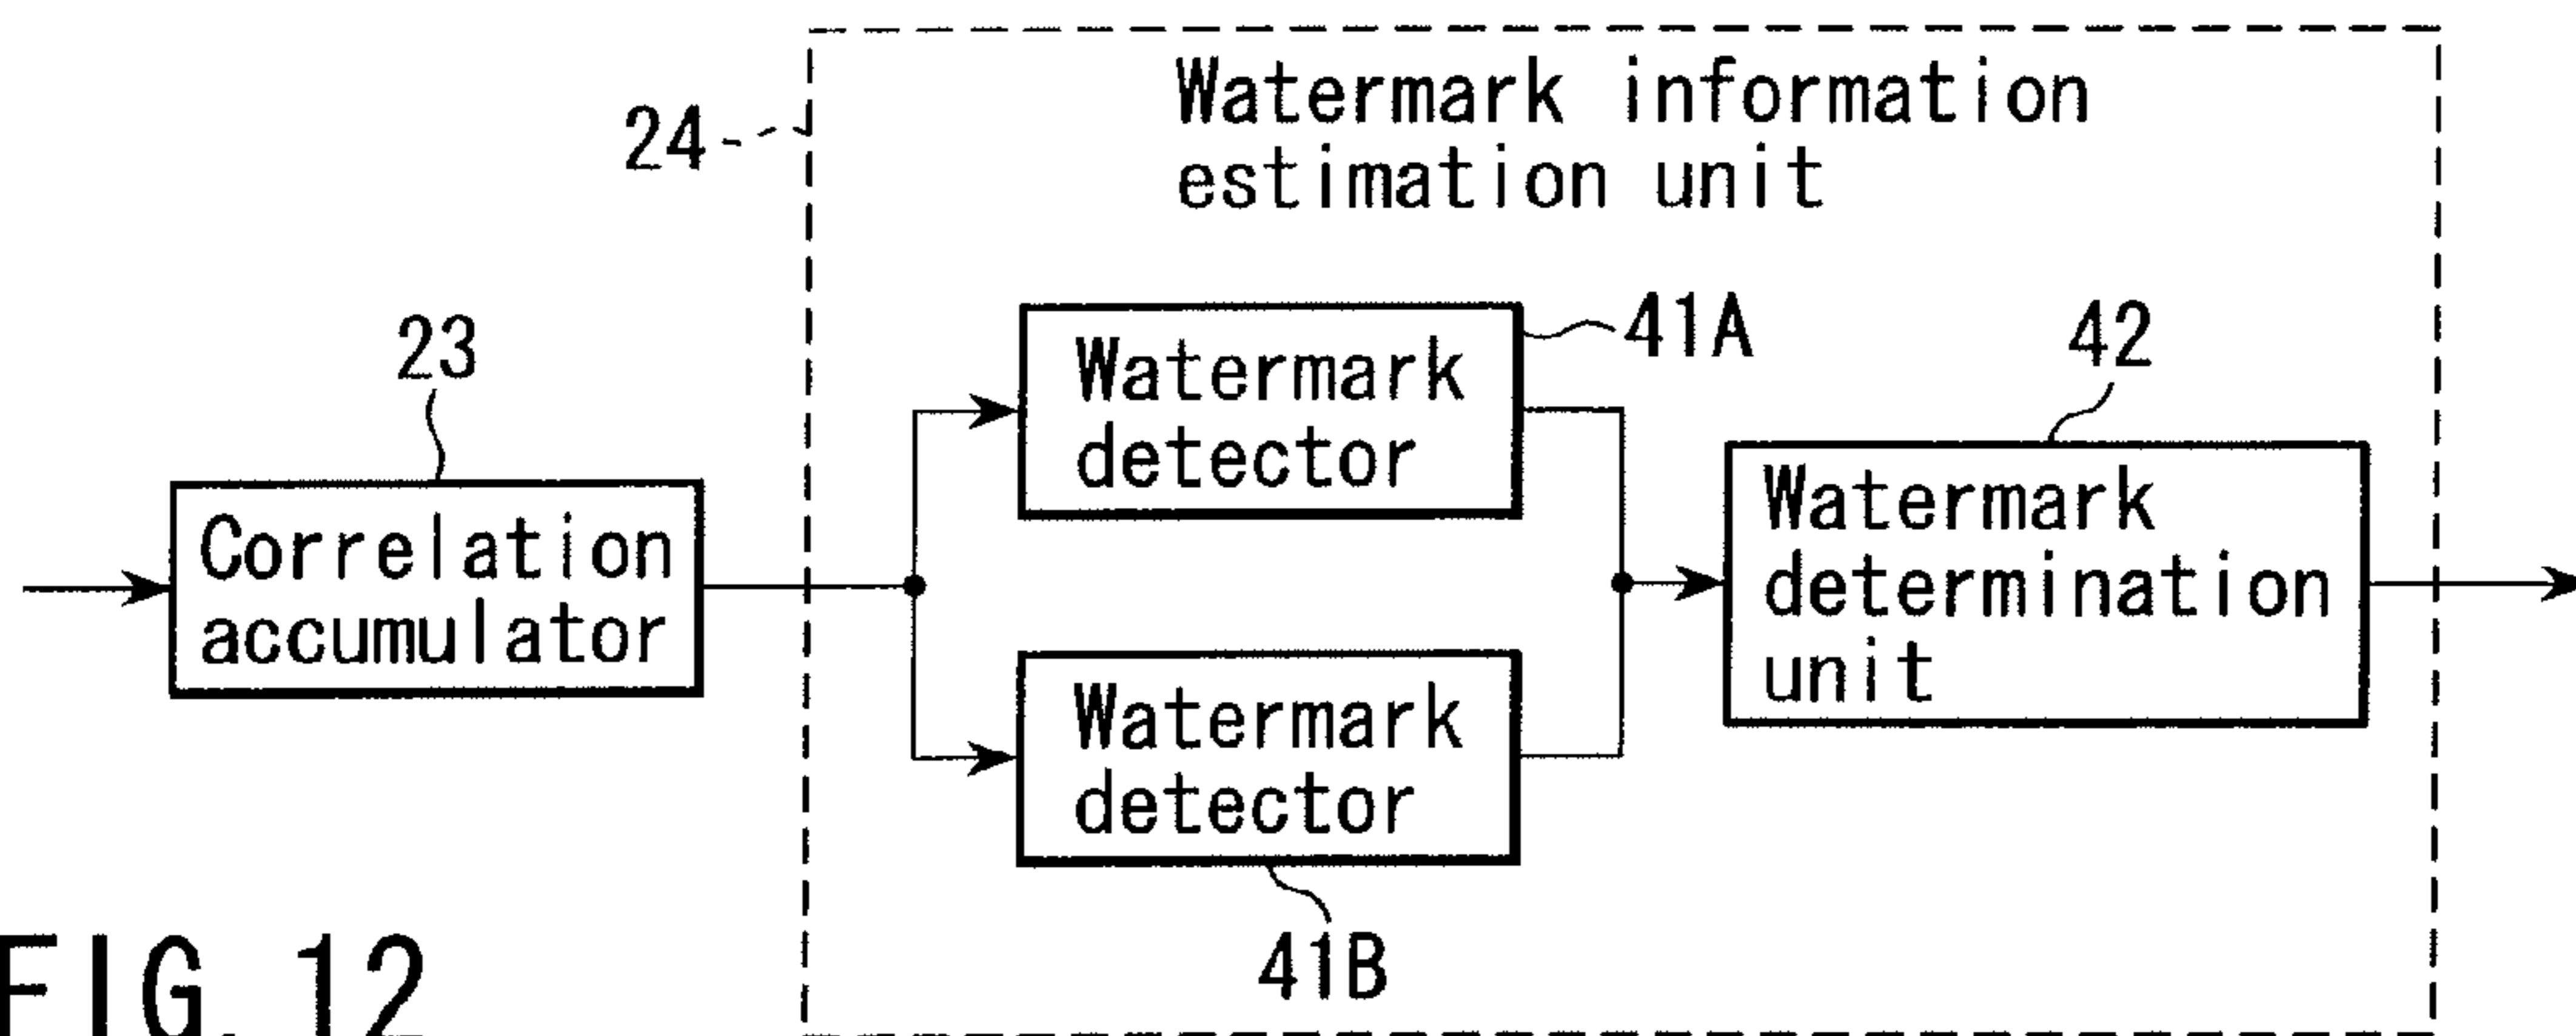 Watermark information
estimation unit
24
23
Correlation
accumulator
41A
Watermark
detector
Watermark
detector
41B
42
Watermark
determination
unit
FIG. 12